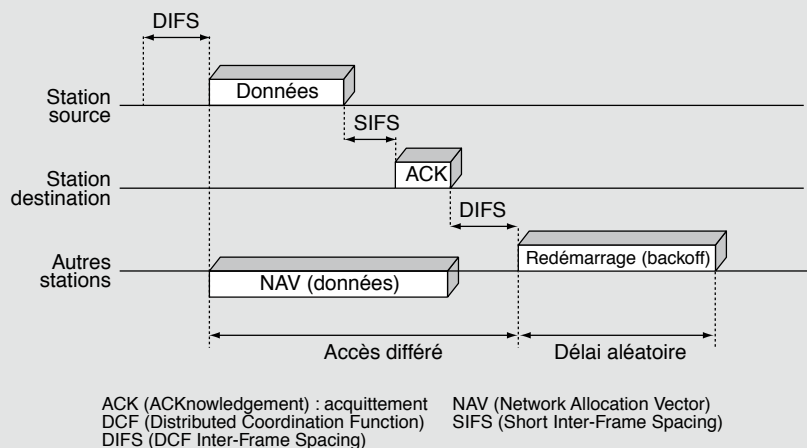 DIFS
Données
Station
source
SIFS
ACK
Station
destination
DIFS
Redémarrage (backoff)
Autres
stations
NAV (données)
Accès différé
Délai aléatoire
ACK (ACKnowledgement) : acquittement
NAV (Network Allocation Vector)
DCF (Distributed Coordination Function)
SIFS (Short Inter-Frame Spacing)
DIFS (DCF Inter-Frame Spacing)